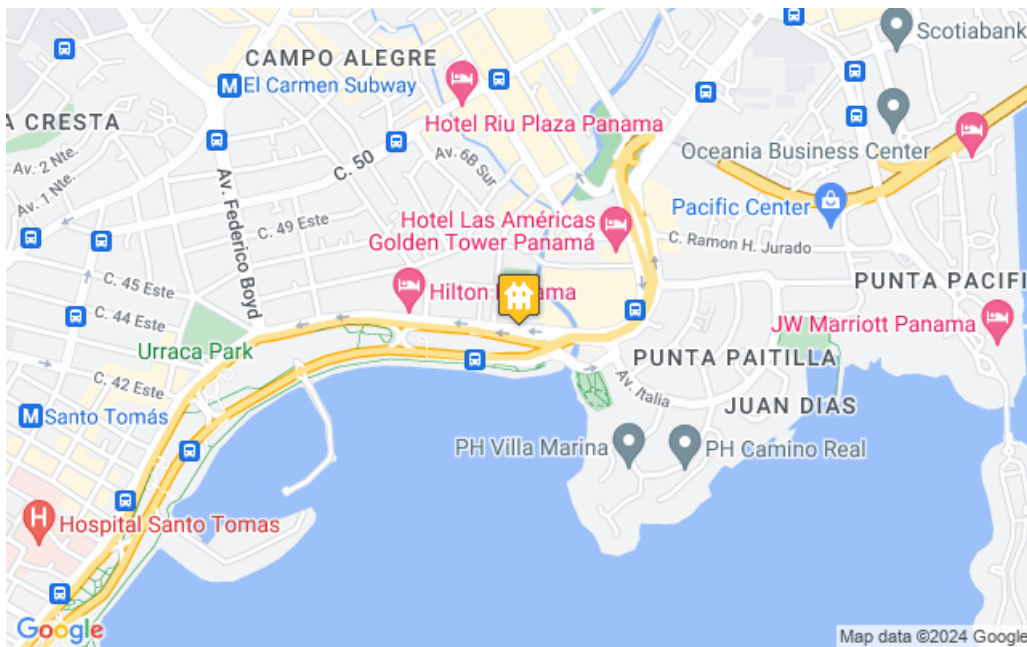 Scotiabank
CAMPO ALEGRE
M
El Carmen Subway
A CRESTA
Hotel Riu Plaza Panama
Av. 2 Nte.
C. 50
Av. 6B Sur
Oceania Business Center
Av. 1 Nte.
Av. Federico Boyd
Pacific Center
C. 49 Este
Hotel Las Américas
Golden Tower Panamá
C. Ramon H. Jurado
C. 45 Este
PUNTA PACIFI
C. 44 Este
JW Marriott Panama
Urraca Park
PUNTA PAITILLA
C. 42 Este
Av. Italia
JUAN DIAS
M
Santo Tomás
PH Villa Marina
PH Camino Real
H
Hospital Santo Tomas
Google
Map data ©2024 Google
Hilton
ama